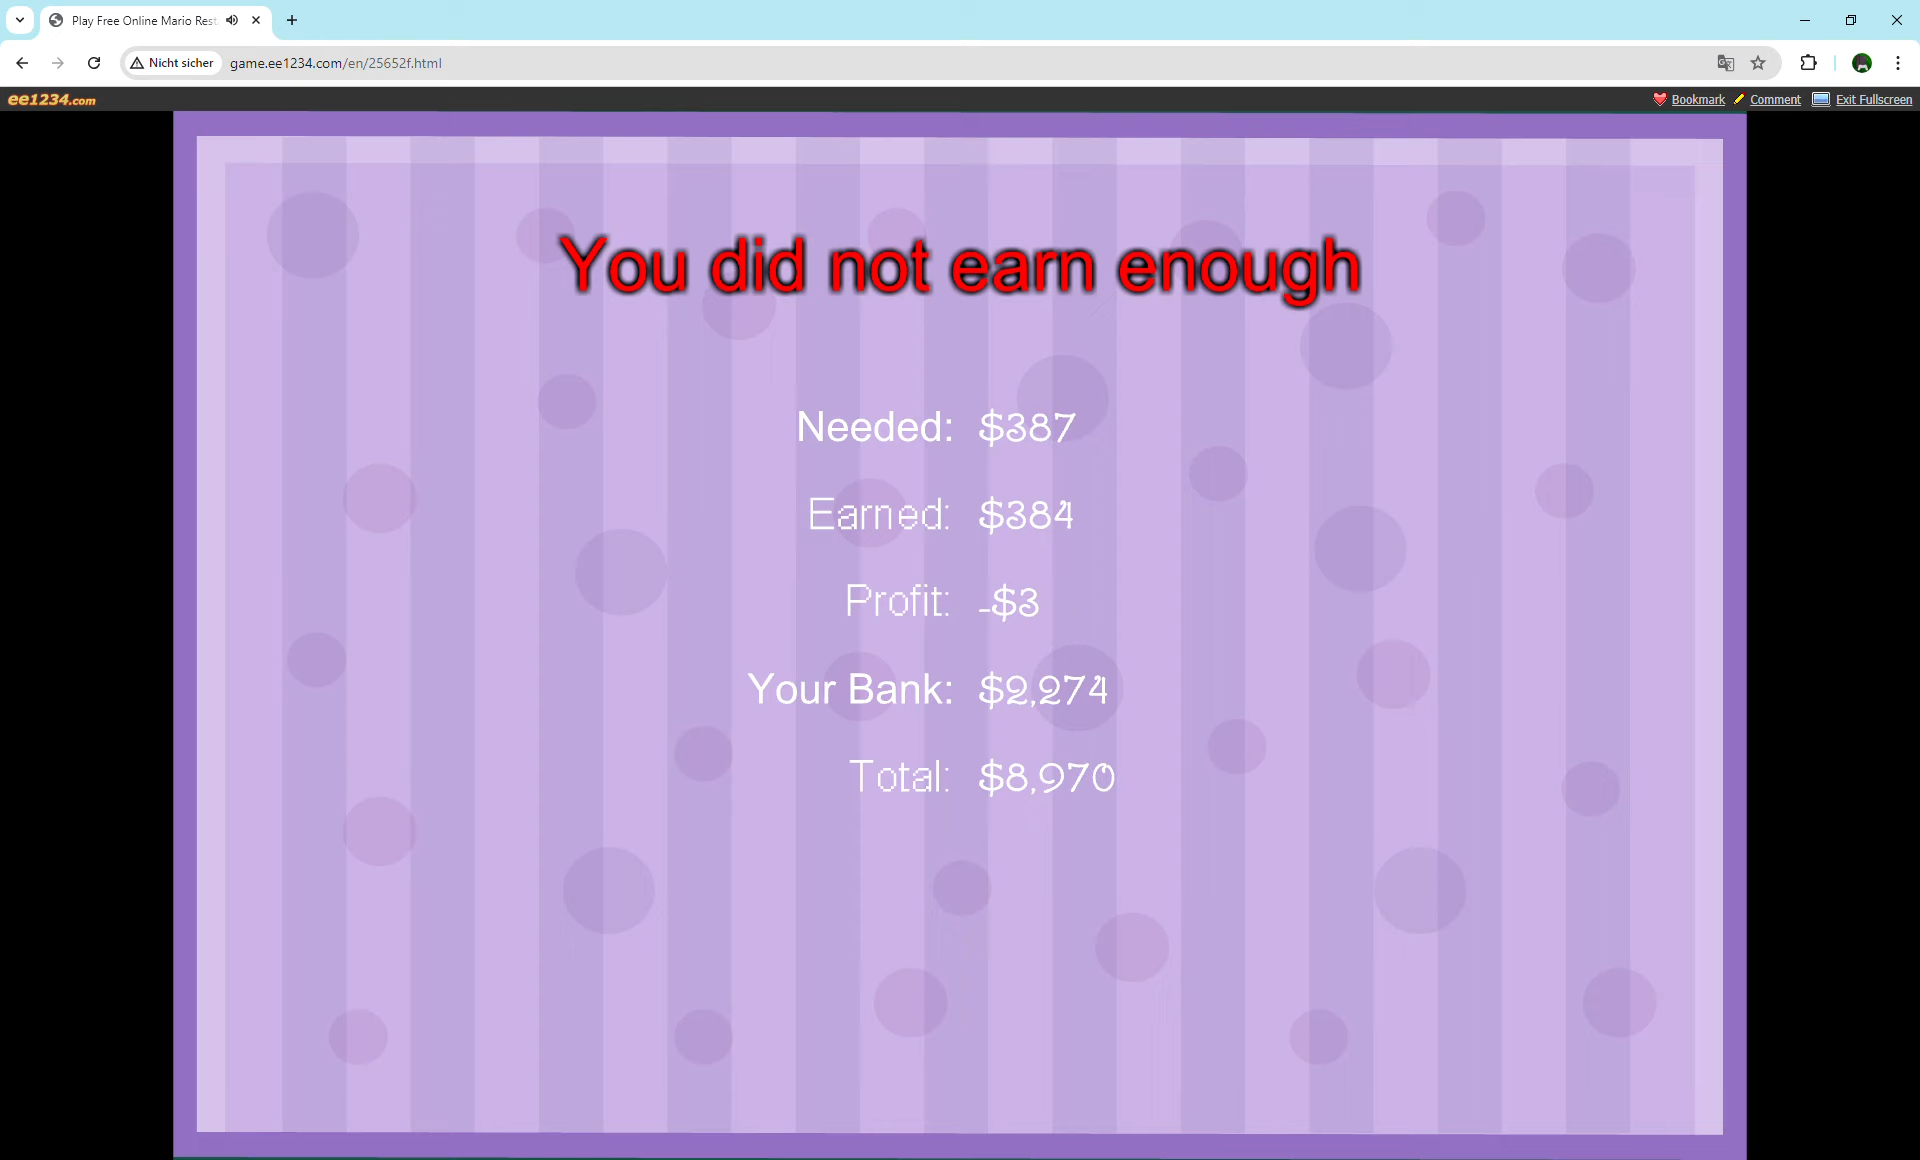 Play Free Online Mario Rest
Nicht sicher
game.ee1234.com/en/25652f.html
ee1234.com
Bookmark
Comment
Exit Fullscreen
You did not earn enough
Needed: $387
Earned: $384
Profit: -$3
Your Bank: $2,274
Total: $8,970